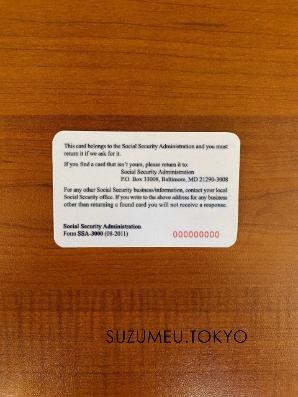 This card belongs to the Social Security Administration and you must
return it if we ask for it.
If you find a card that isn't yours, please return it to:
Social Security Administration
P.O. Box 33008, Baltimore, MD 21290-3008
For any other Social Security business/information, contact your local
Social Security office. If you write to the above address for any business
other than returning a found card you will not receive a response.
Social Security Administration
Form SSA-3000 (08-2011)
000000000
SUZUMEU.TOKYO